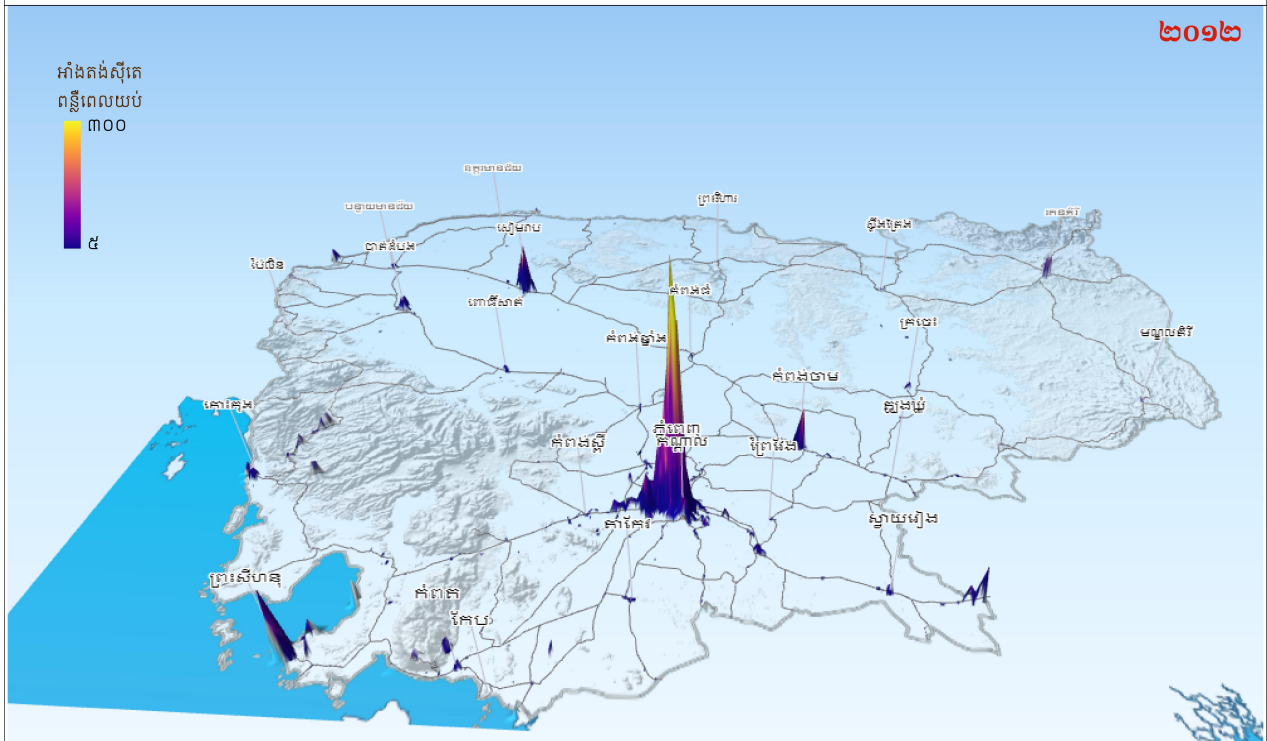 ២០១២
អាំងតង់ស៊ីតេ
ពន្លឺពេលយប់
៣០០
៥
ឧត្តរមានជ័យ
បន្ទាយមានជ័យ
ព្រះវិហារ
រតនគិរី
សៀមរាប
ស្ទឹងត្រែង
បាត់ដំបង
ប៉ៃលិន
កំពង់ធំ
ពោធិ៍សាត់
ក្រចេះ
មណ្ឌលគិរី
កំពង់ឆ្នាំង
កំពង់ចាម
កោះកុង
ត្បូងឃ្មុំ
ភ្នំពេញ
កណ្តាល
កំពង់ស្ពឺ
ព្រៃវែង
តាកែវ
ស្វាយរៀង
ព្រះសីហនុ
កំពត
កែប